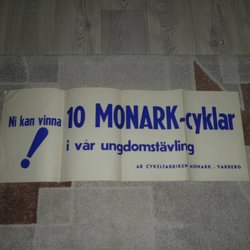 Ni kan vinna
!
10 MONARK-cyklar
i vår ungdomstävling
AB CYKELFABRIKEN MONARK - VARBERG